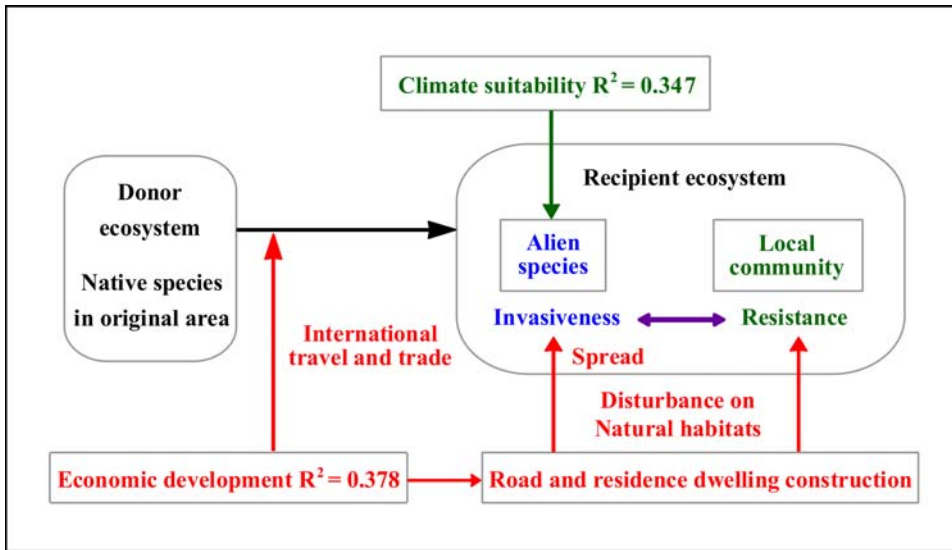 Climate suitability R² = 0.347
Donor
ecosystem
Native species
in original area
Recipient ecosystem
Alien
species
Local
community
Invasiveness
Resistance
International
travel and trade
Spread
Disturbance on
Natural habitats
Economic development R² = 0.378
Road and residence dwelling construction